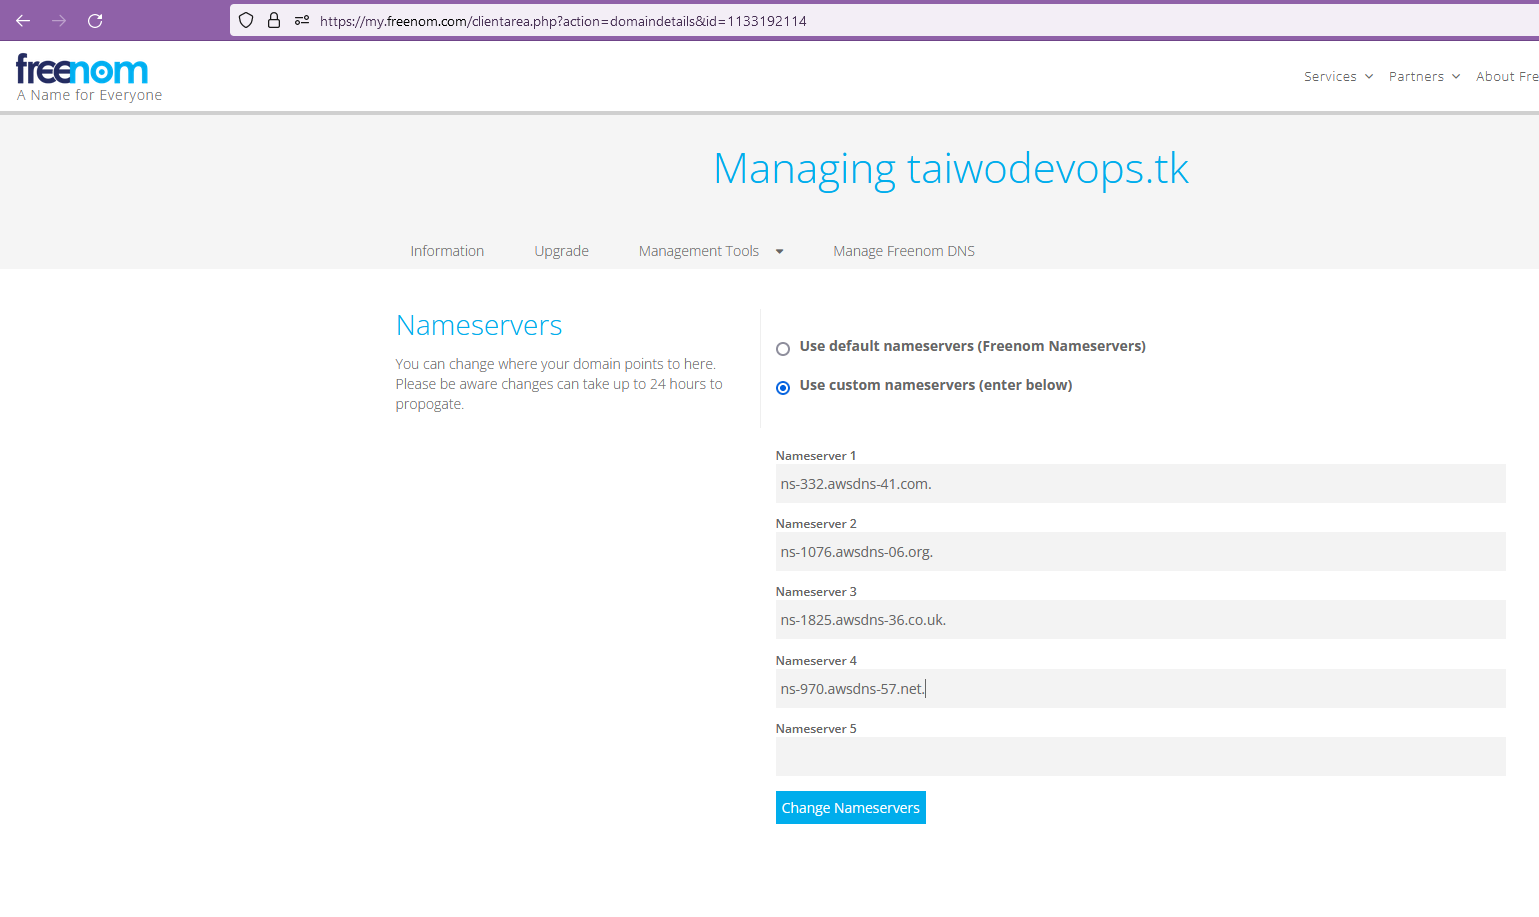 https://my.freenom.com/clientarea.php?action=domaindetails&id=1133192114
freenom
A Name for Everyone
Services Partners About Fre
Managing taiwodevops.tk
Information Upgrade Management Tools Manage Freenom DNS
Nameservers
You can change where your domain points to here.
Please be aware changes can take up to 24 hours to
propogate.
Use default nameservers (Freenom Nameservers)
Use custom nameservers (enter below)
Nameserver 1
ns-332.awsdns-41.com.
Nameserver 2
ns-1076.awsdns-06.org.
Nameserver 3
ns-1825.awsdns-36.co.uk.
Nameserver 4
ns-970.awsdns-57.net.
Nameserver 5
Change Nameservers